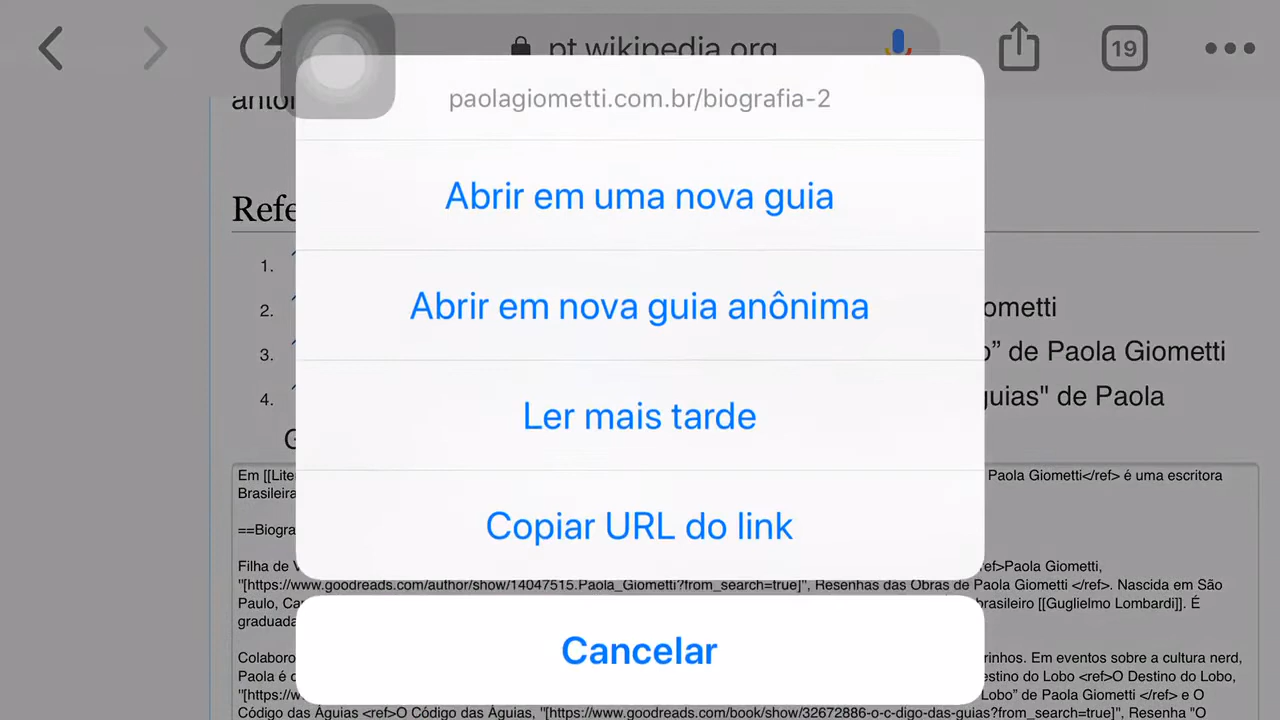 pt.wikipedia.org
19
paolagiometti.com.br/biografia-2
Abrir em uma nova guia
Refe
Abrir em nova guia anônima
1.
2.
ometti
3.
o” de Paola Giometti
4.
guias" de Paola
Ler mais tarde
Em [[Lite
Paola Giometti</ref> é uma escritora
Brasileira
Copiar URL do link
==Biogra
Filha de V
ref>Paola Giometti,
"[https://www.goodreads.com/author/show/14047515.Paola_Giometti?from_search=true]", Resenhas das Obras de Paola Giometti </ref>. Nascida em São
Paulo, Ca
brasileiro [[Guglielmo Lombardi]]. É
graduada
Cancelar
Colaboro
rinhos. Em eventos sobre a cultura nerd,
Paola é
estino do Lobo <ref>O Destino do Lobo,
"[https://w
Lobo” de Paola Giometti </ref> e O
Código das Águias <ref>O Código das Águias, "[https://www.goodreads.com/book/show/32672886-o-c-digo-das-guias?from_search=true]", Resenha "O